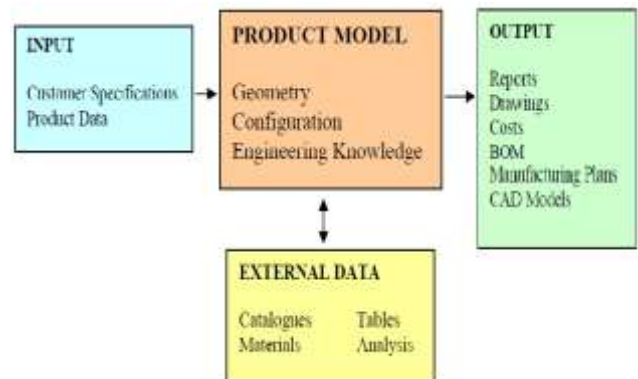 INPUT
Customer Specifications
Product Data
PRODUCT MODEL
Geometry
Configuration
Engineering Knowledge
OUTPUT
Reports
Drawings
Costs
BOM
Manufacturing Plans
CAD Models
EXTERNAL DATA
Catalogues Tables
Materials Analysis